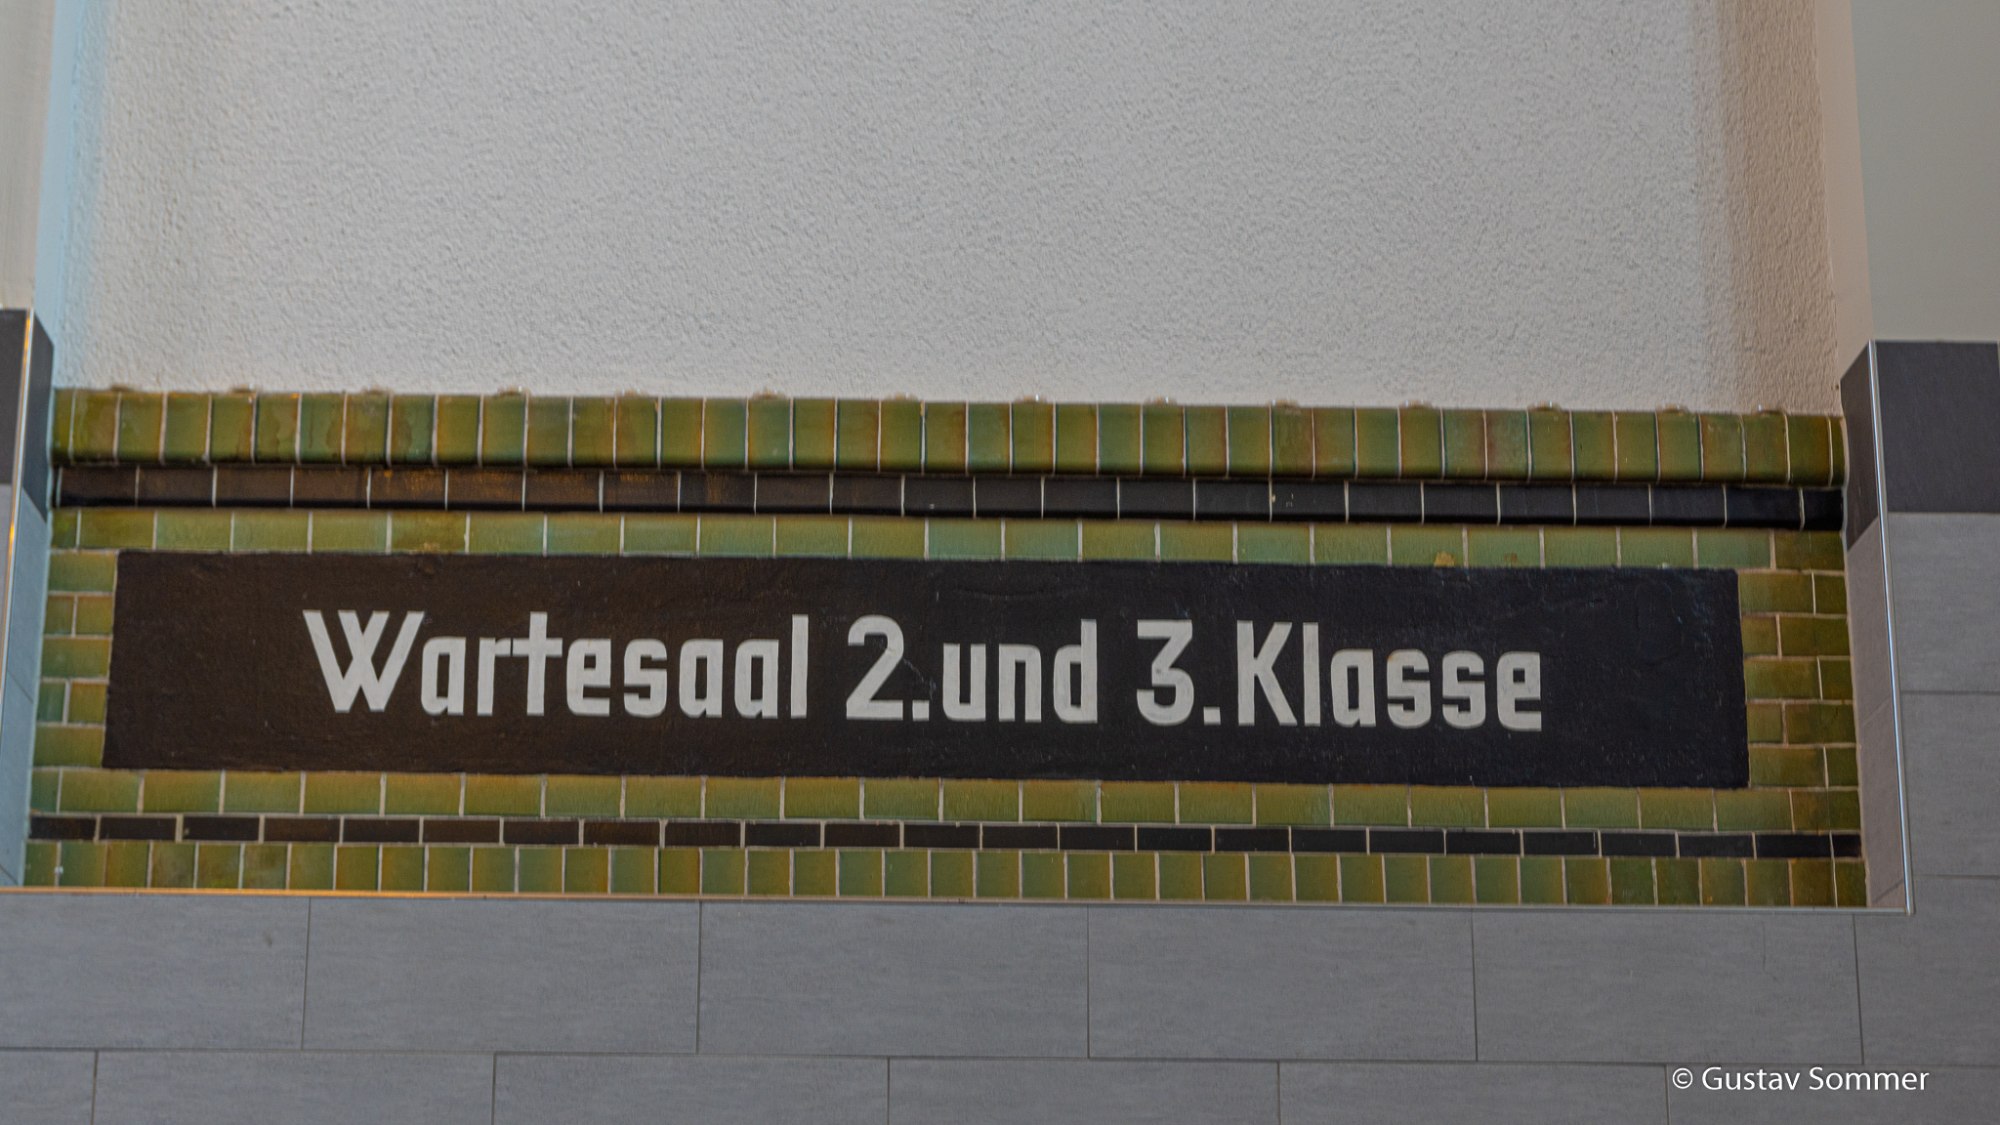 Wartesaal 2.und 3.Klasse
© Gustav Sommer